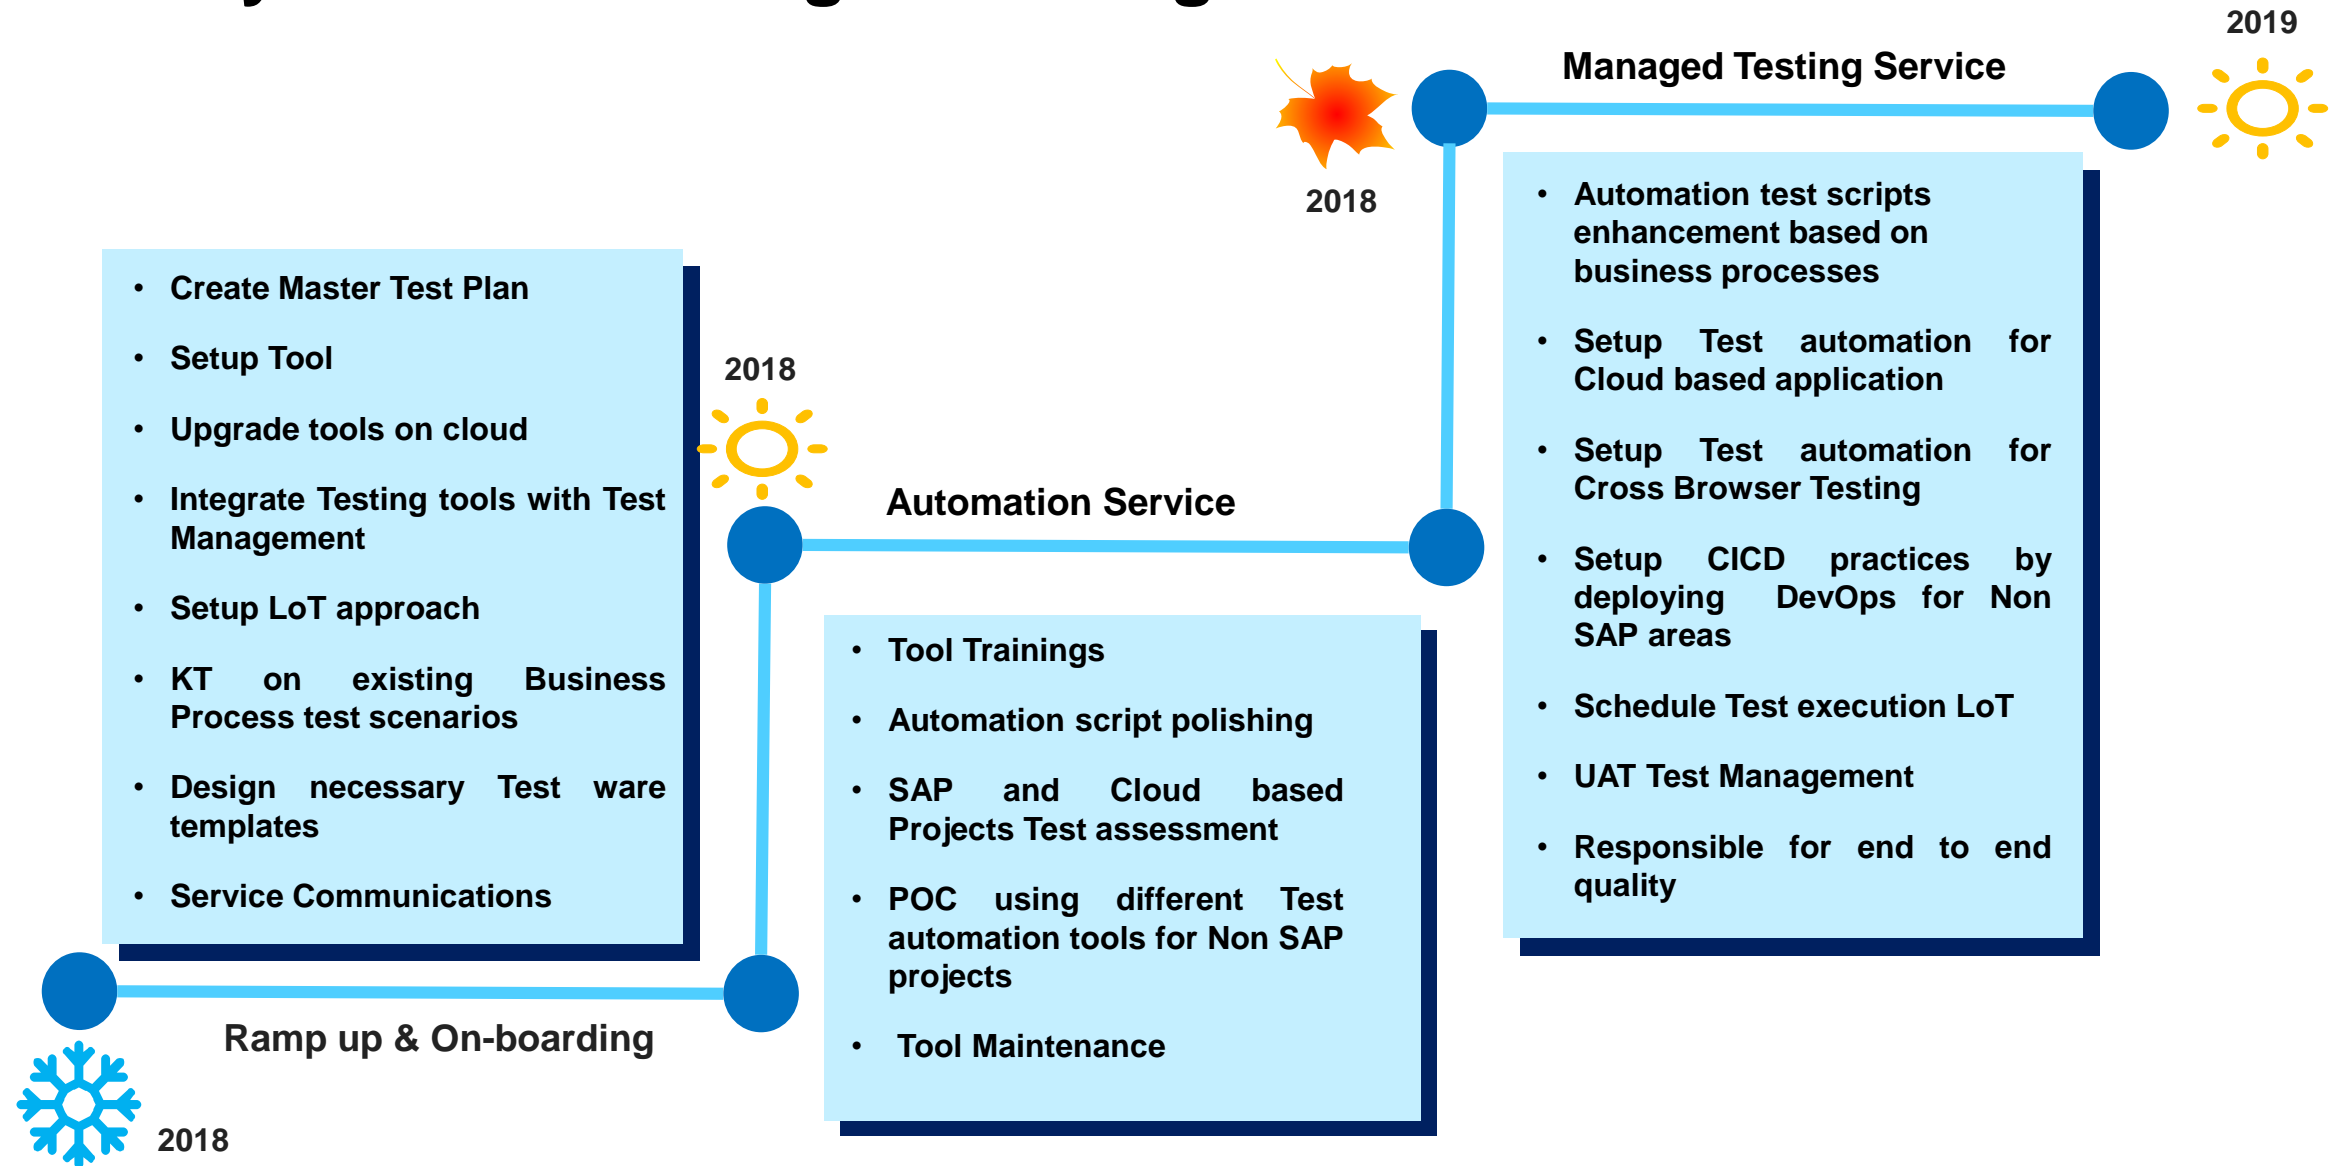 2019
Managed Testing Service
2018
• Automation test scripts
enhancement based on
business processes
• Setup Test automation for
Cloud based application
• Setup Test automation for
Cross Browser Testing
• Setup CICD practices by
deploying DevOps for Non
SAP areas
• Schedule Test execution LoT
• UAT Test Management
• Responsible for end to end
quality
• Create Master Test Plan
• Setup Tool
• Upgrade tools on cloud
• Integrate Testing tools with Test
Management
• Setup LoT approach
• KT on existing Business
Process test scenarios
• Design necessary Test ware
templates
• Service Communications
2018
Automation Service
• Tool Trainings
• Automation script polishing
• SAP and Cloud based
Projects Test assessment
• POC using different Test
automation tools for Non SAP
projects
• Tool Maintenance
Ramp up & On-boarding
2018